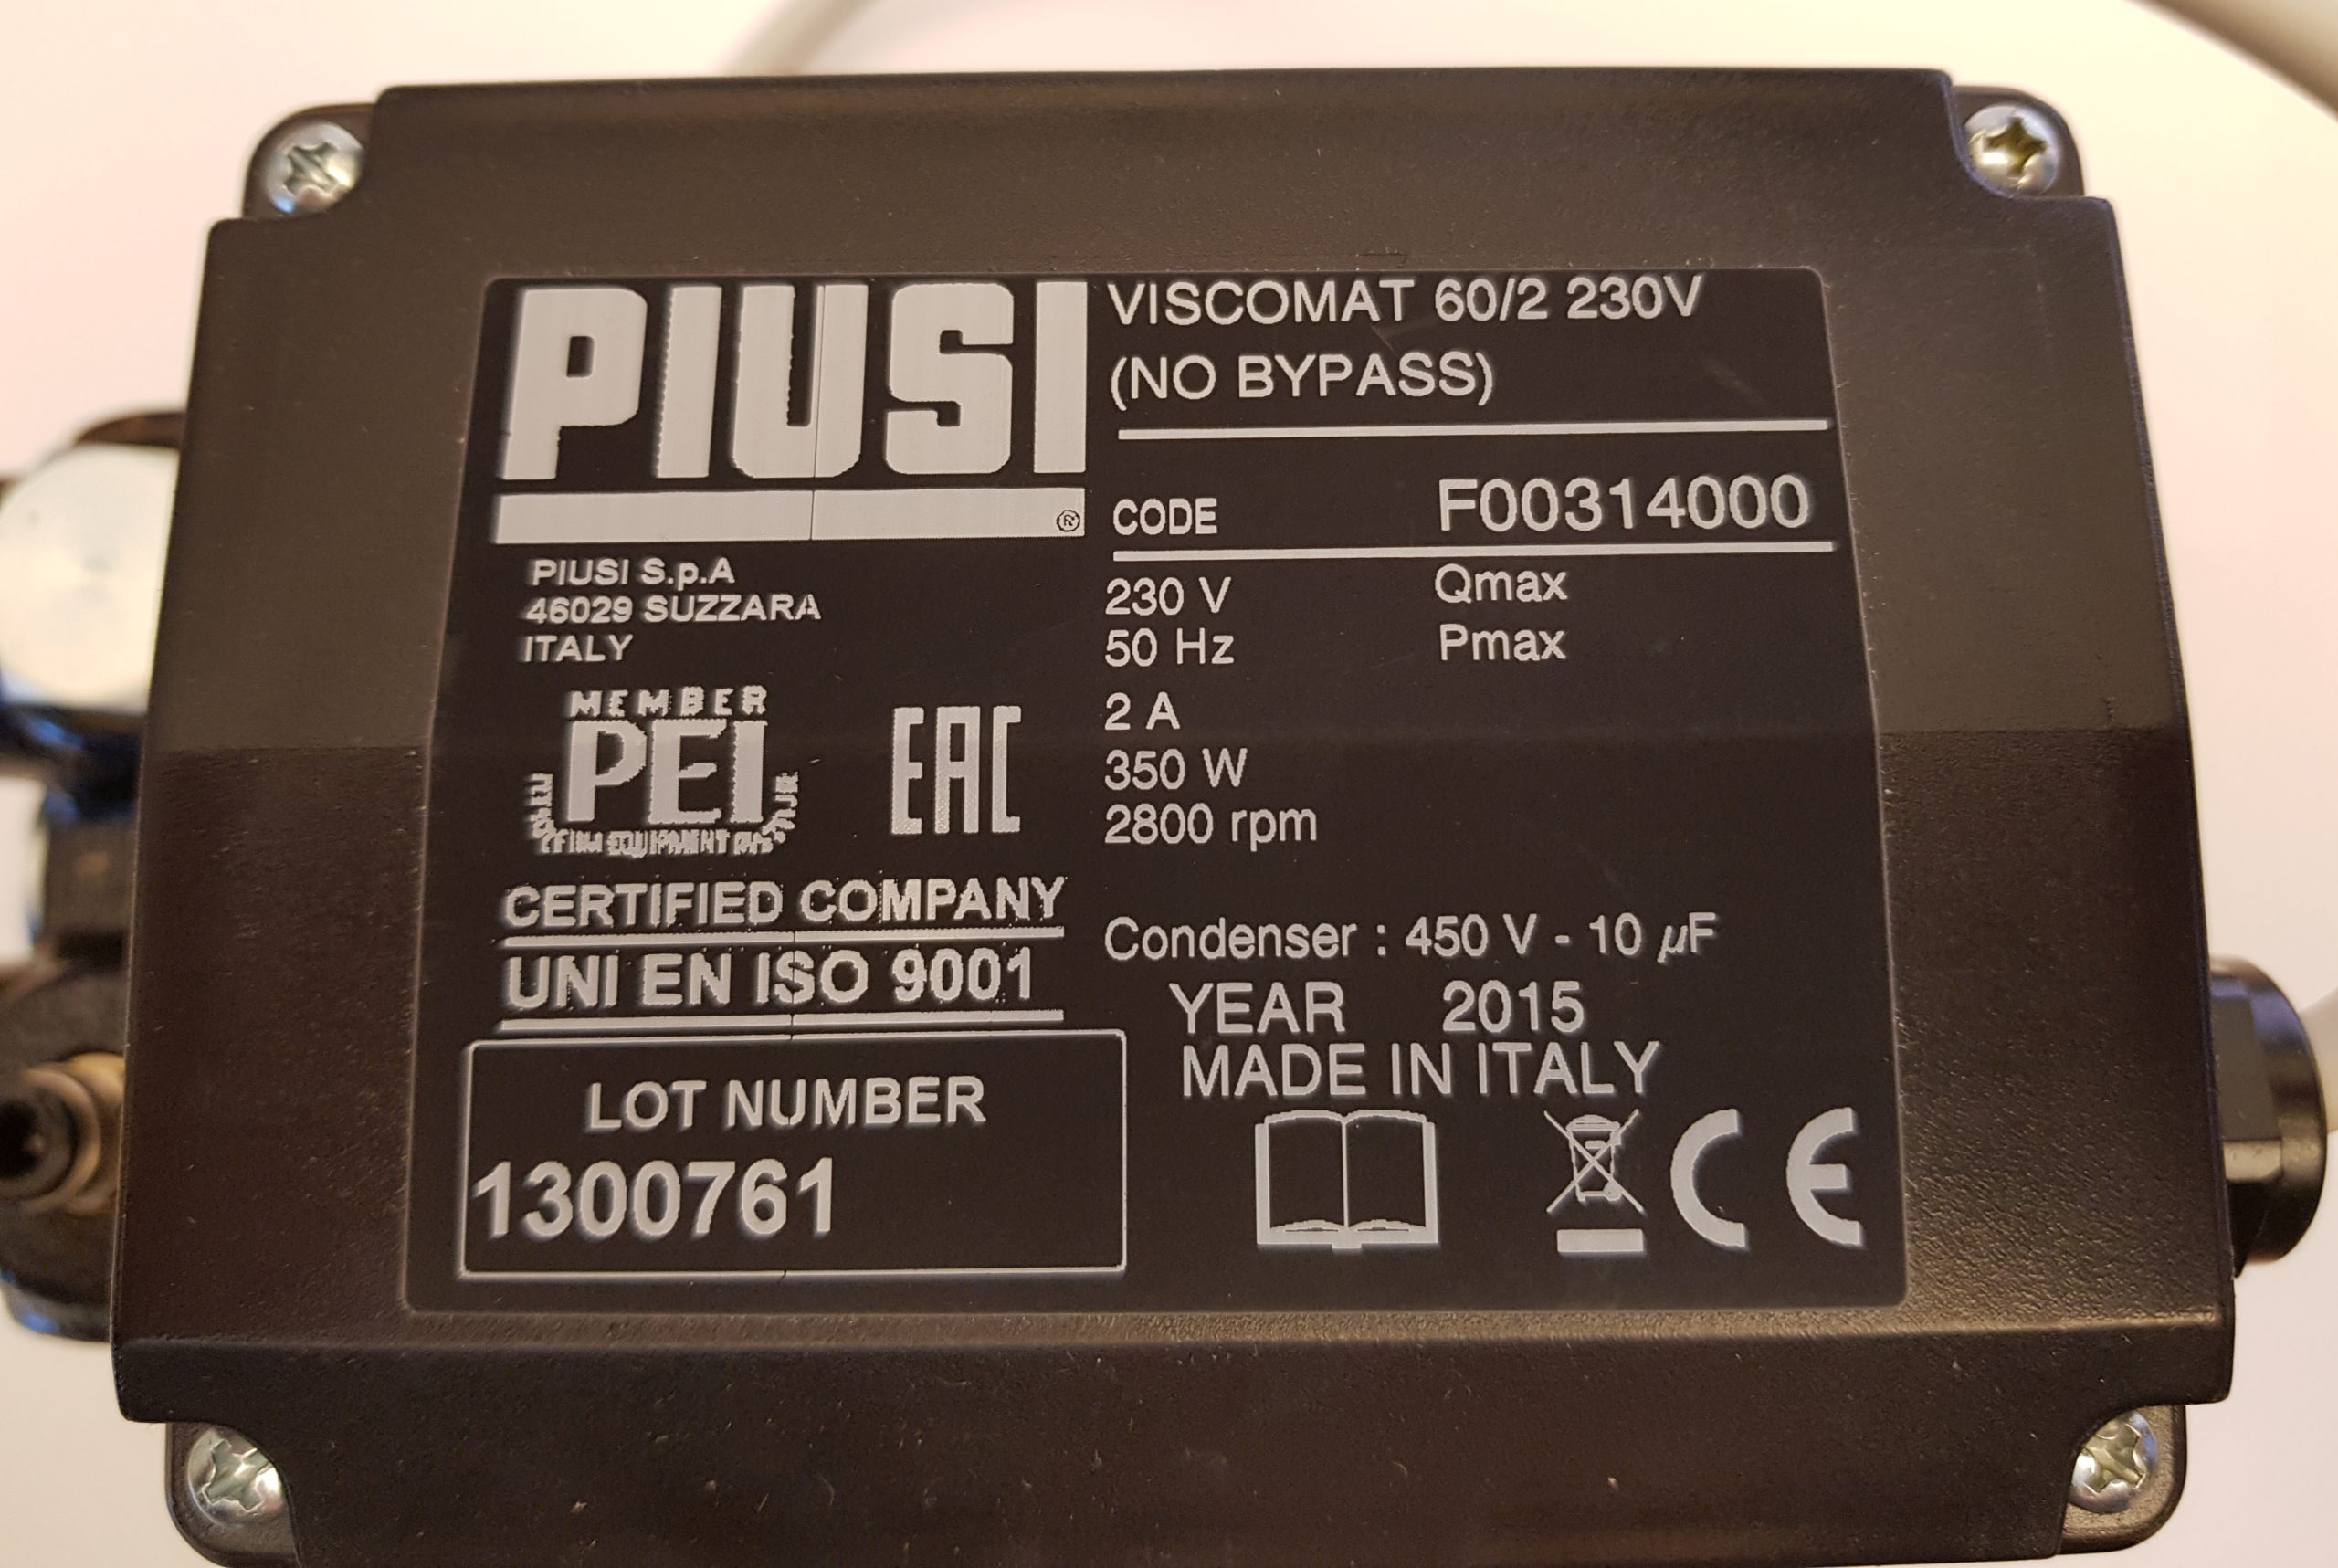 PIUSI
®
PIUSI S.p.A
46029 SUZZARA
ITALY
MEMBER
PEI
EAC
CERTIFIED COMPANY
UNI EN ISO 9001
LOT NUMBER
1300761
VISCOMAT 60/2 230V
(NO BYPASS)
CODE F00314000
230 V Qmax
50 Hz Pmax
2 A
350 W
2800 rpm
Condenser : 450 V - 10 µF
YEAR 2015
MADE IN ITALY
CE